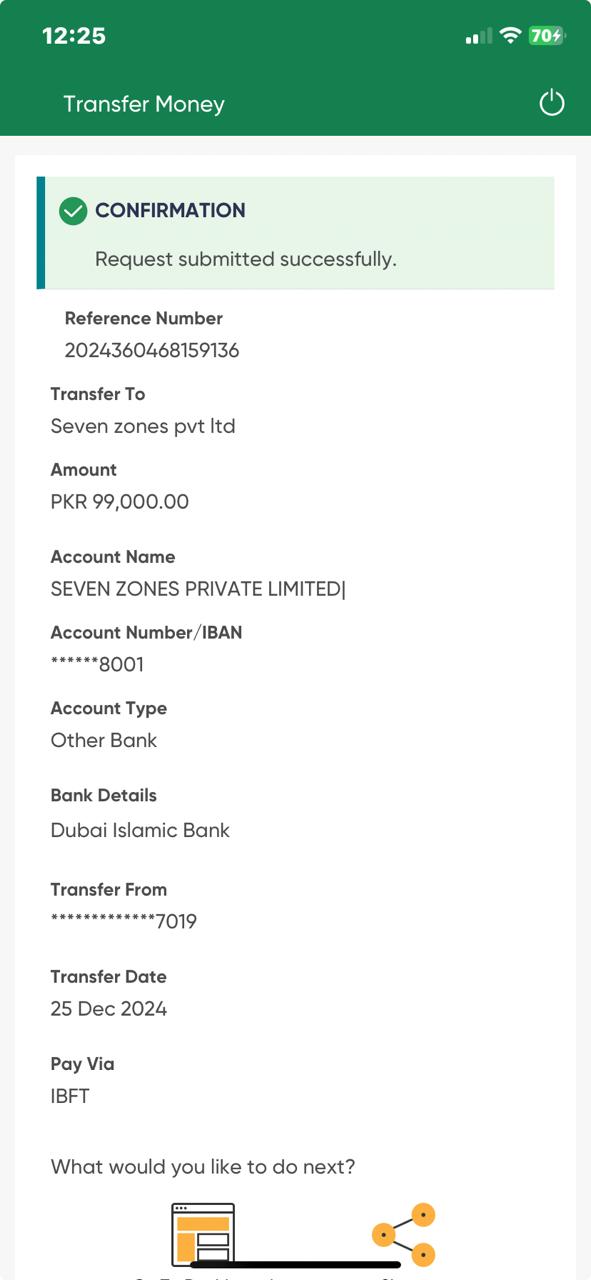 12:25
70
Transfer Money
CONFIRMATION
Request submitted successfully.
Reference Number
2024360468159136
Transfer To
Seven zones pvt ltd
Amount
PKR 99,000.00
Account Name
SEVEN ZONES PRIVATE LIMITED|
Account Number/IBAN
******8001
Account Type
Other Bank
Bank Details
Dubai Islamic Bank
Transfer From
*************7019
Transfer Date
25 Dec 2024
Pay Via
IBFT
What would you like to do next?